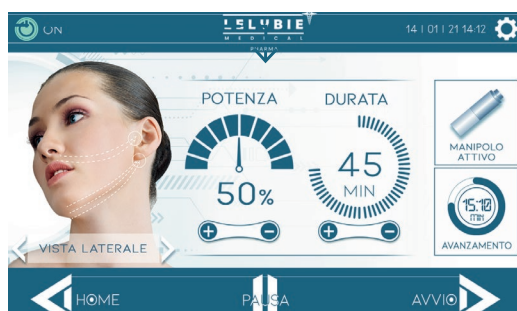 ON
LSLYBIE
MEDICAL
PHARMA
14 | 01 | 21 14:12
POTENZA
50%
DURATA
45
MIN
MANIPOLO
ATTIVO
15:10
MIN
AVANZAMENTO
VISTA LATERALE
HOME
PAUSA
AVVIO